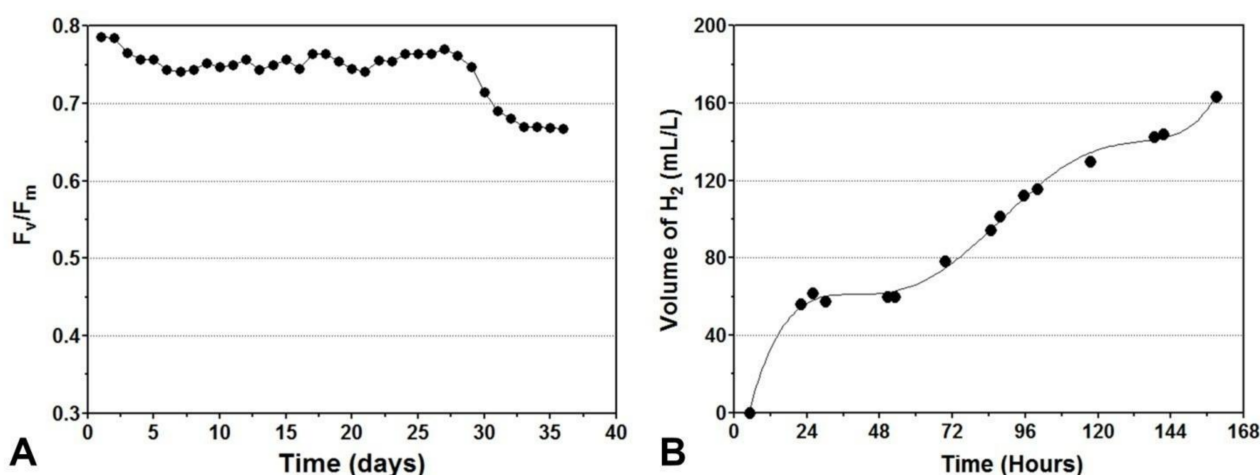 0.8
0.7
0.6
0.5
0.4
0.3
Fv/Fm
0 5 10 15 20 25 30 35 40
Time (days)
A
200
160
120
80
40
0
Volume of H2 (mL/L)
0 24 48 72 96 120 144 168
Time (Hours)
B